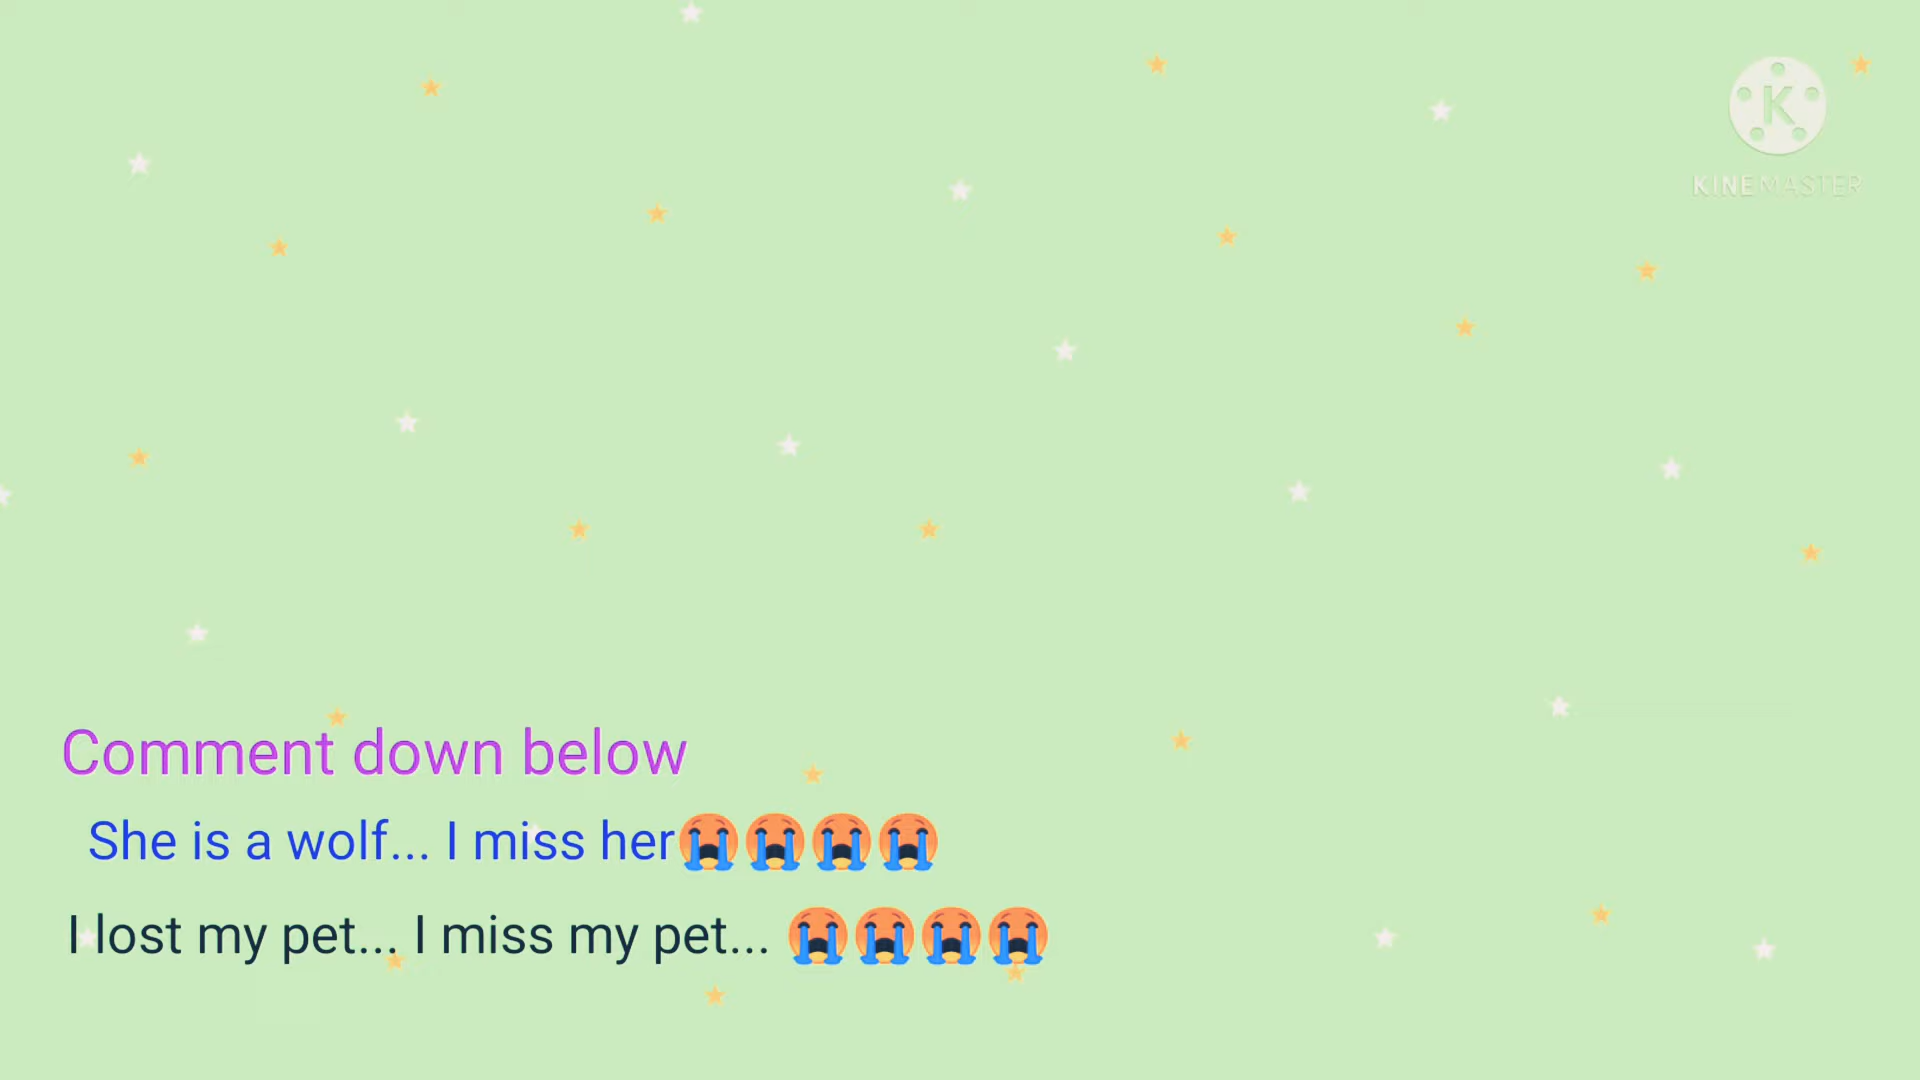 K
KINEMASTER
Comment down below
She is a wolf... I miss her😭😭😭😭
I lost my pet... I miss my pet... 😭😭😭😭